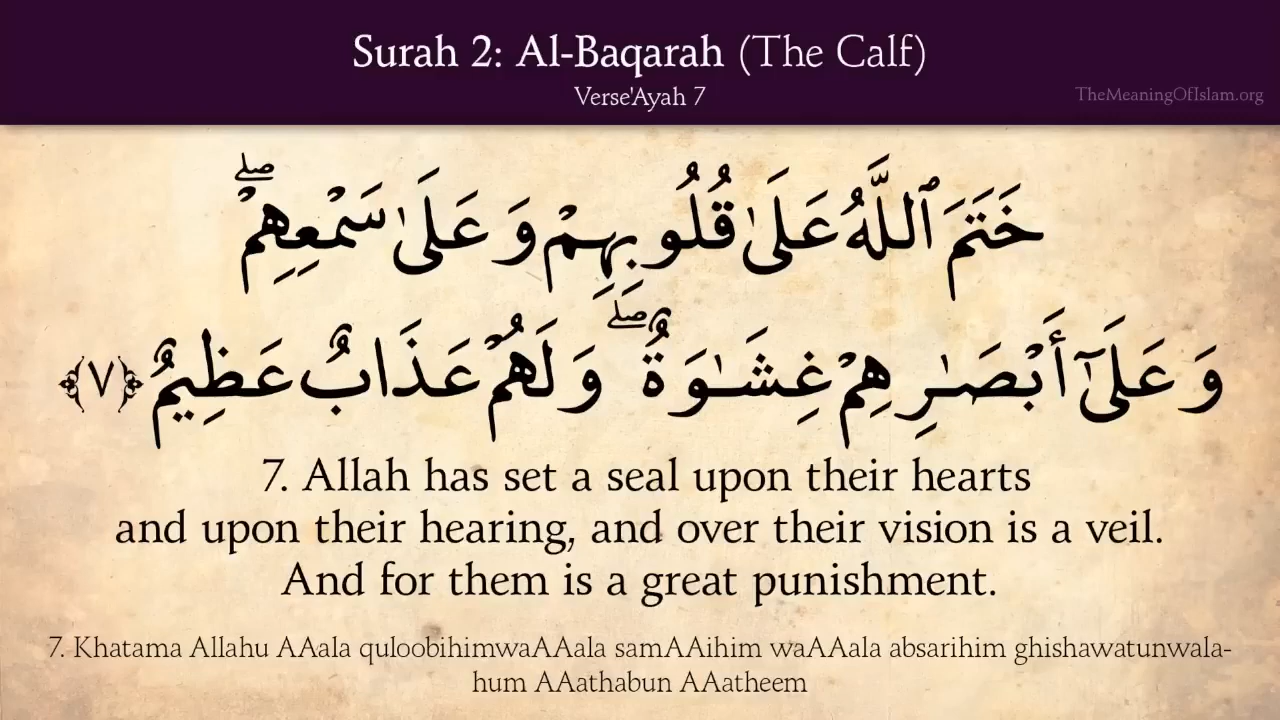 Surah 2: Al-Baqarah (The Calf)
Verse'Ayah 7
TheMeaningOfIslam.org
خَتَمَ ٱللَّهُ عَلَىٰ قُلُوبِهِمْ وَعَلَىٰ سَمْعِهِمْ ۖ
وَعَلَىٰٓ أَبْصَـٰرِهِمْ غِشَـٰوَةٌ ۖ وَلَهُمْ عَذَابٌ عَظِيمٌ ﴿٧﴾
7. Allah has set a seal upon their hearts
and upon their hearing, and over their vision is a veil.
And for them is a great punishment.
7. Khatama Allahu AAala quloobihimwaAAala samAAihim waAAala absarihim ghishawatunwala-
hum AAathabun AAatheem